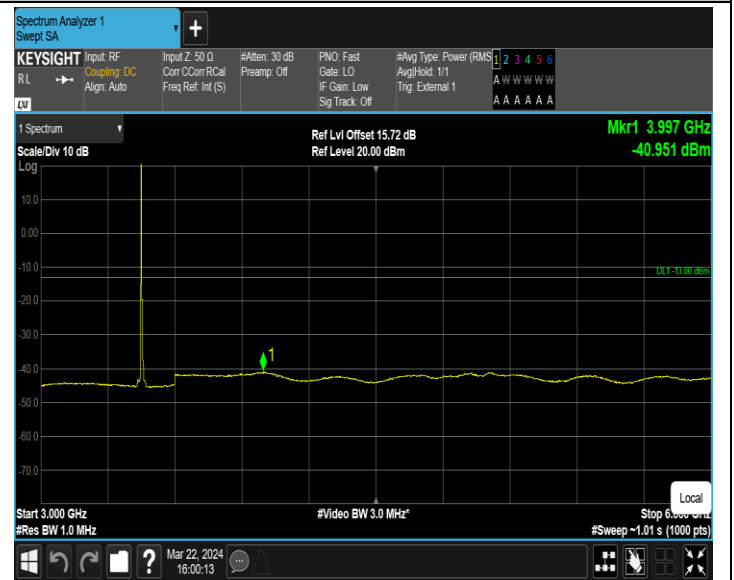 Spectrum Analyzer 1
Swept SA
+
KEYSIGHT Input: RF Input Z: 50 Ω #Atten: 30 dB PNO: Fast #Avg Type: Power (RMS 1 2 3 4 5 6
RL Coupling: DC Corr CCorr RCal Preamp: Off Gate: LO Avg|Hold: 1/1 A W W W W W
Align: Auto Freq Ref: Int (S) IF Gain: Low Trig: External 1
LXI Sig Track: Off A A A A A A
1 Spectrum Ref Lvl Offset 15.72 dB Mkr1 3.997 GHz
Scale/Div 10 dB Ref Level 20.00 dBm -40.951 dBm
Log
10.0
0.00
-10.0
DL1 -13.00 dBm
-20.0
-30.0
1
-40.0
-50.0
-60.0
-70.0
Local
Start 3.000 GHz #Video BW 3.0 MHz* Stop 6.000 GHz
#Res BW 1.0 MHz #Sweep ~1.01 s (1000 pts)
? Mar 22, 2024
16:00:13